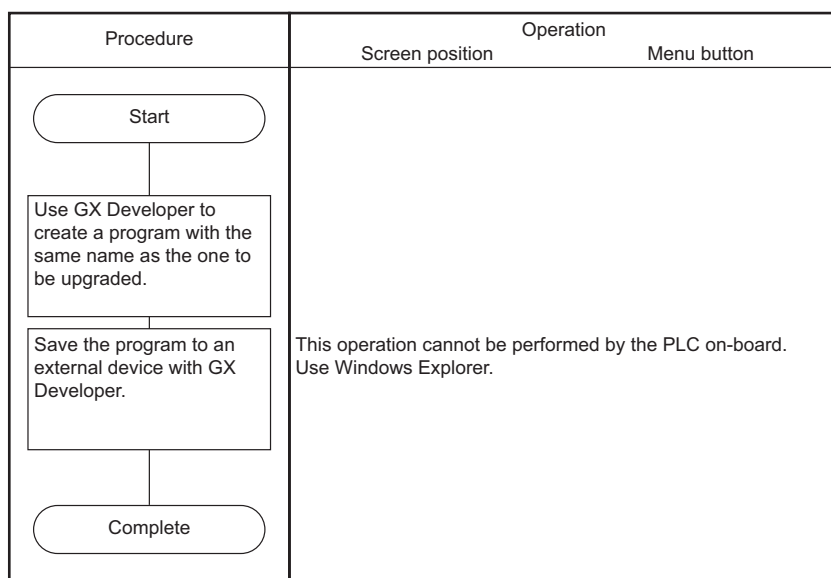 Procedure
Operation
Screen position Menu button
Start
Use GX Developer to
create a program with the
same name as the one to
be upgraded.
Save the program to an
external device with GX
Developer.
This operation cannot be performed by the PLC on-board.
Use Windows Explorer.
Complete